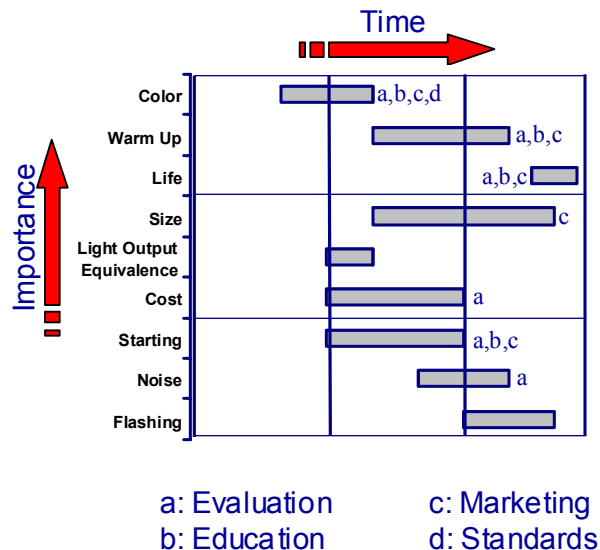 Time
Importance
Color
a,b,c,d
Warm Up
a,b,c
Life
a,b,c
Size
c
Light Output
Equivalence
Cost
a
Starting
a,b,c
Noise
a
Flashing
a: Evaluation
c: Marketing
b: Education
d: Standards